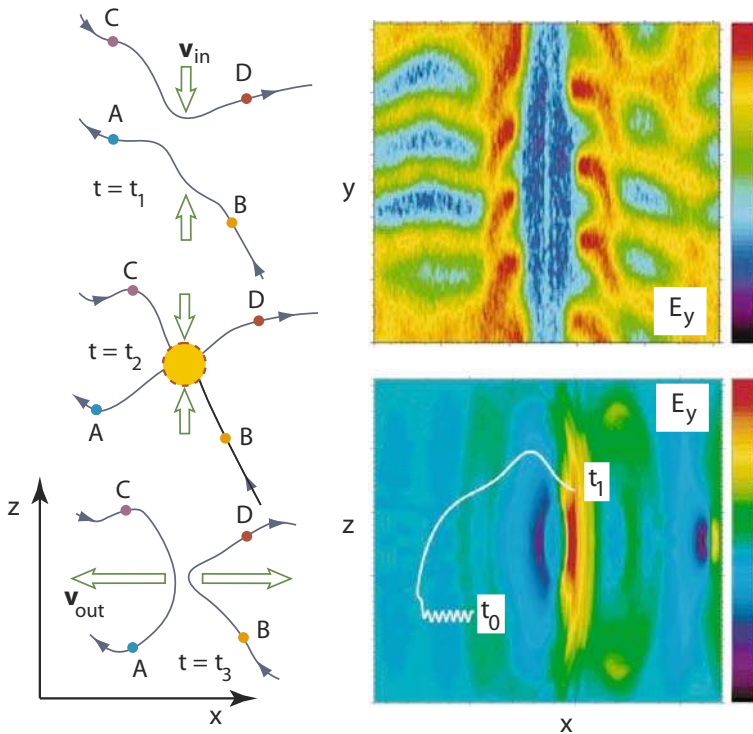 C
v_in
D
A
t = t_1
B
C
D
t = t_2
A
B
z
C
D
v_out
A
B
t = t_3
x
y
E_y
E_y
z
t_1
t_0
x